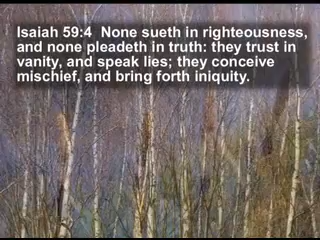 Isaiah 59:4  None sueth in righteousness,
and none pleadeth in truth: they trust in
vanity, and speak lies; they conceive
mischief, and bring forth iniquity.